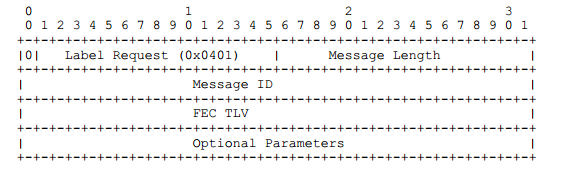 0                   1                   2                   3
0 1 2 3 4 5 6 7 8 9 0 1 2 3 4 5 6 7 8 9 0 1 2 3 4 5 6 7 8 9 0 1
+-+-+-+-+-+-+-+-+-+-+-+-+-+-+-+-+-+-+-+-+-+-+-+-+-+-+-+-+-+-+-+-+
|0|   Label Request (0x0401)    |      Message Length           |
+-+-+-+-+-+-+-+-+-+-+-+-+-+-+-+-+-+-+-+-+-+-+-+-+-+-+-+-+-+-+-+-+
|                     Message ID                                |
+-+-+-+-+-+-+-+-+-+-+-+-+-+-+-+-+-+-+-+-+-+-+-+-+-+-+-+-+-+-+-+-+
|                     FEC TLV                                   |
+-+-+-+-+-+-+-+-+-+-+-+-+-+-+-+-+-+-+-+-+-+-+-+-+-+-+-+-+-+-+-+-+
|                     Optional Parameters                       |
+-+-+-+-+-+-+-+-+-+-+-+-+-+-+-+-+-+-+-+-+-+-+-+-+-+-+-+-+-+-+-+-+